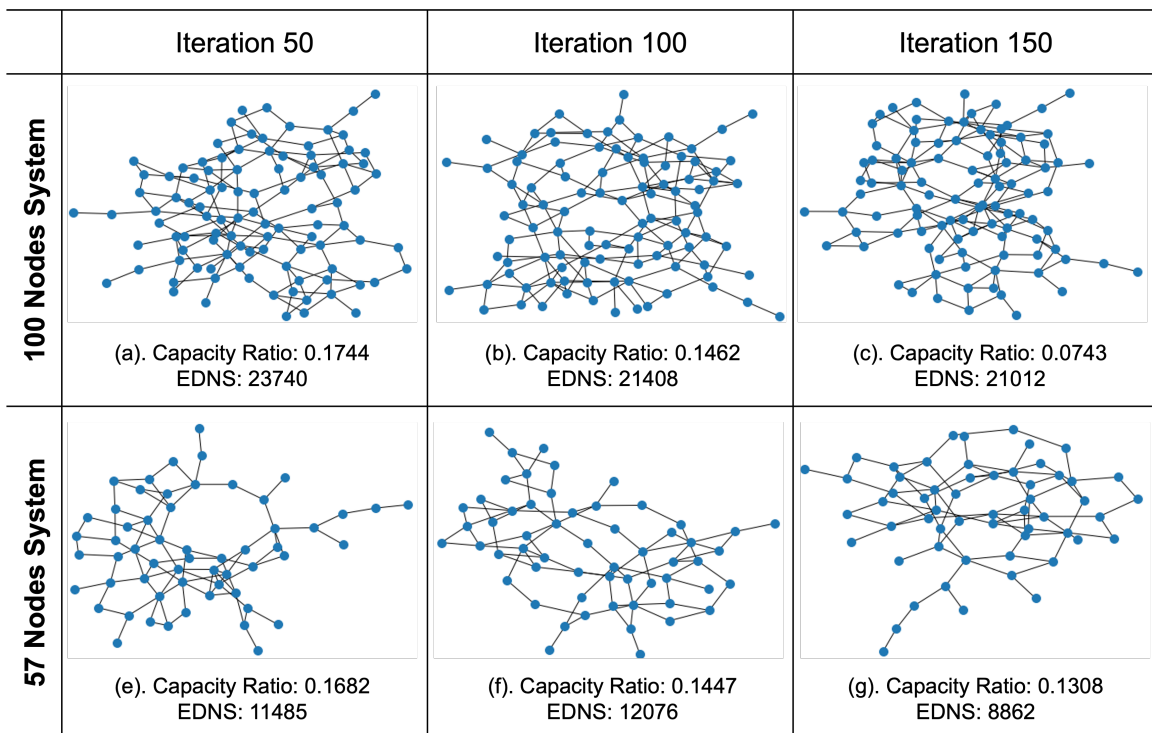 Iteration 50
Iteration 100
Iteration 150
100 Nodes System
(a). Capacity Ratio: 0.1744
EDNS: 23740
(b). Capacity Ratio: 0.1462
EDNS: 21408
(c). Capacity Ratio: 0.0743
EDNS: 21012
57 Nodes System
(e). Capacity Ratio: 0.1682
EDNS: 11485
(f). Capacity Ratio: 0.1447
EDNS: 12076
(g). Capacity Ratio: 0.1308
EDNS: 8862